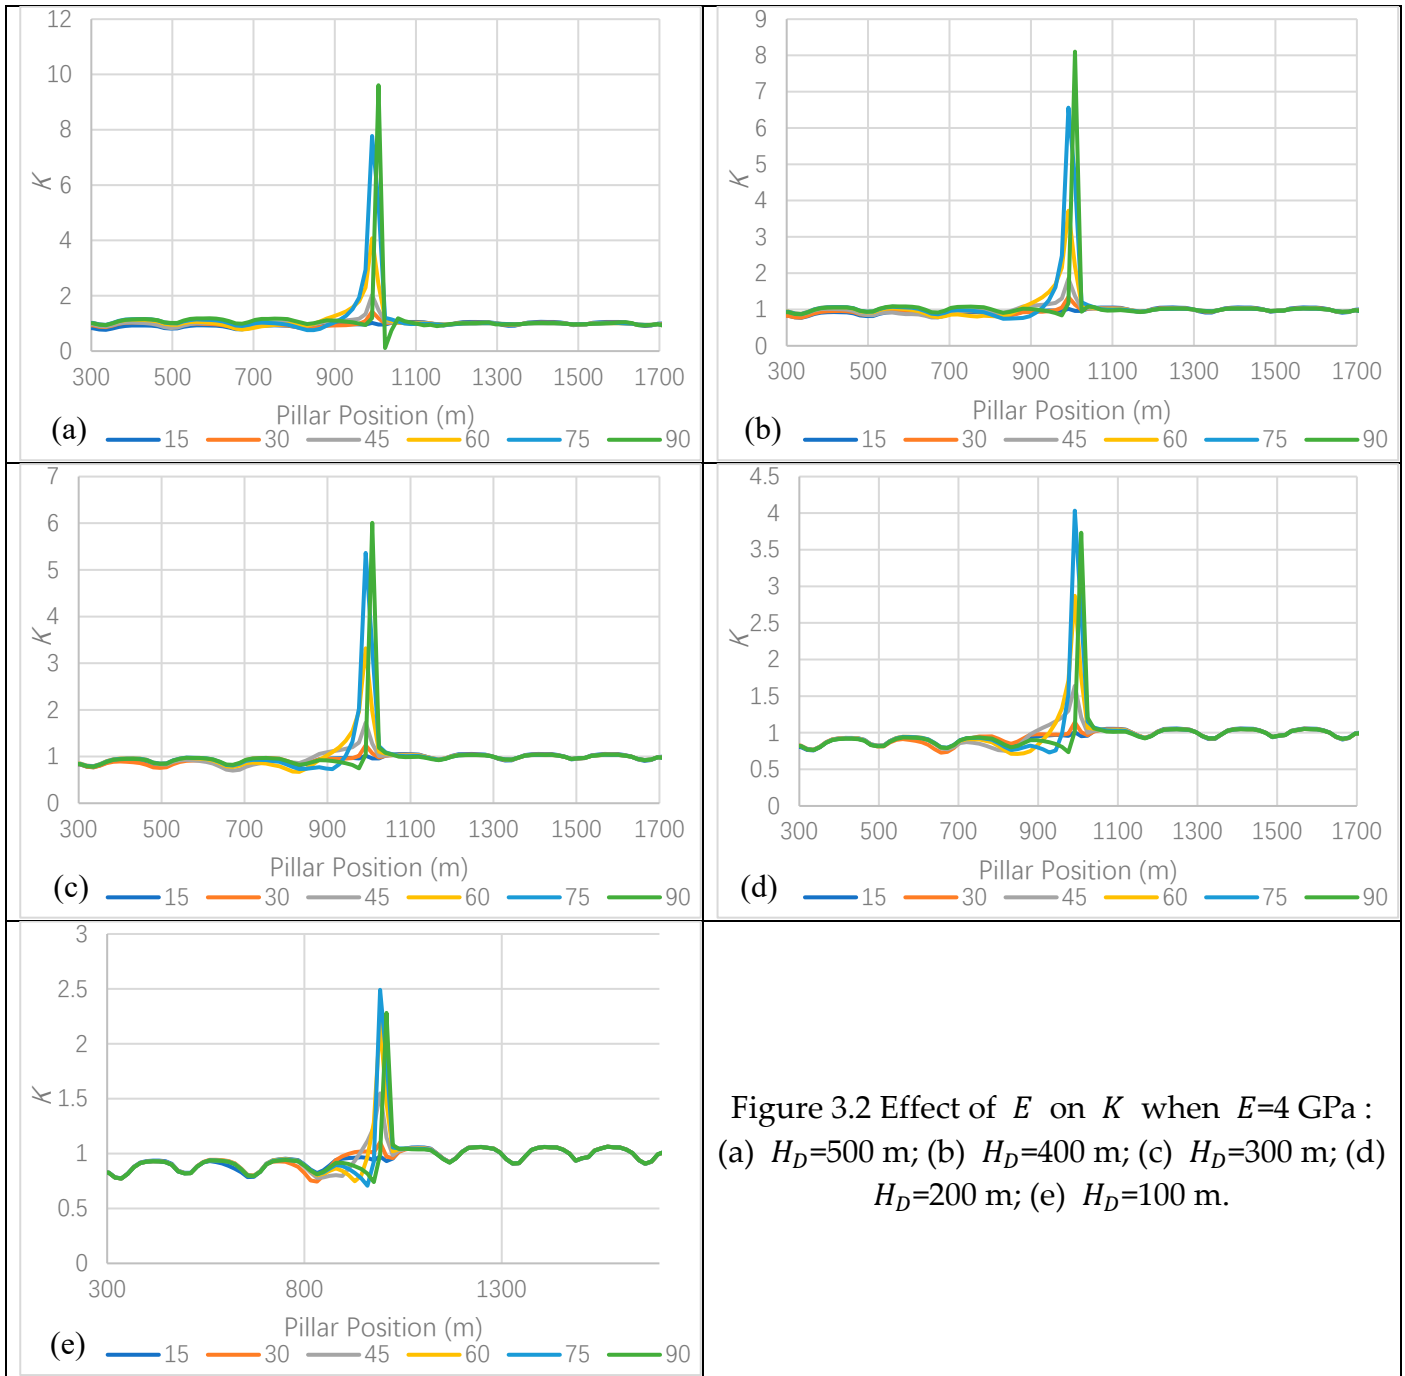 12
10
8
6
4
2
0
K
300 500 700 900 1100 1300 1500 1700
Pillar Position (m)
(a) 15 30 45 60 75 90
9
8
7
6
5
4
3
2
1
0
K
300 500 700 900 1100 1300 1500 1700
Pillar Position (m)
(b) 15 30 45 60 75 90
7
6
5
4
3
2
1
0
K
300 500 700 900 1100 1300 1500 1700
Pillar Position (m)
(c) 15 30 45 60 75 90
4.5
4
3.5
3
2.5
2
1.5
1
0.5
0
K
300 500 700 900 1100 1300 1500 1700
Pillar Position (m)
(d) 15 30 45 60 75 90
3
2.5
2
1.5
1
0.5
0
K
300 800 1300
Pillar Position (m)
(e) 15 30 45 60 75 90
Figure 3.2 Effect of E on K when E=4 GPa :
(a) H_D=500 m; (b) H_D=400 m; (c) H_D=300 m; (d)
H_D=200 m; (e) H_D=100 m.